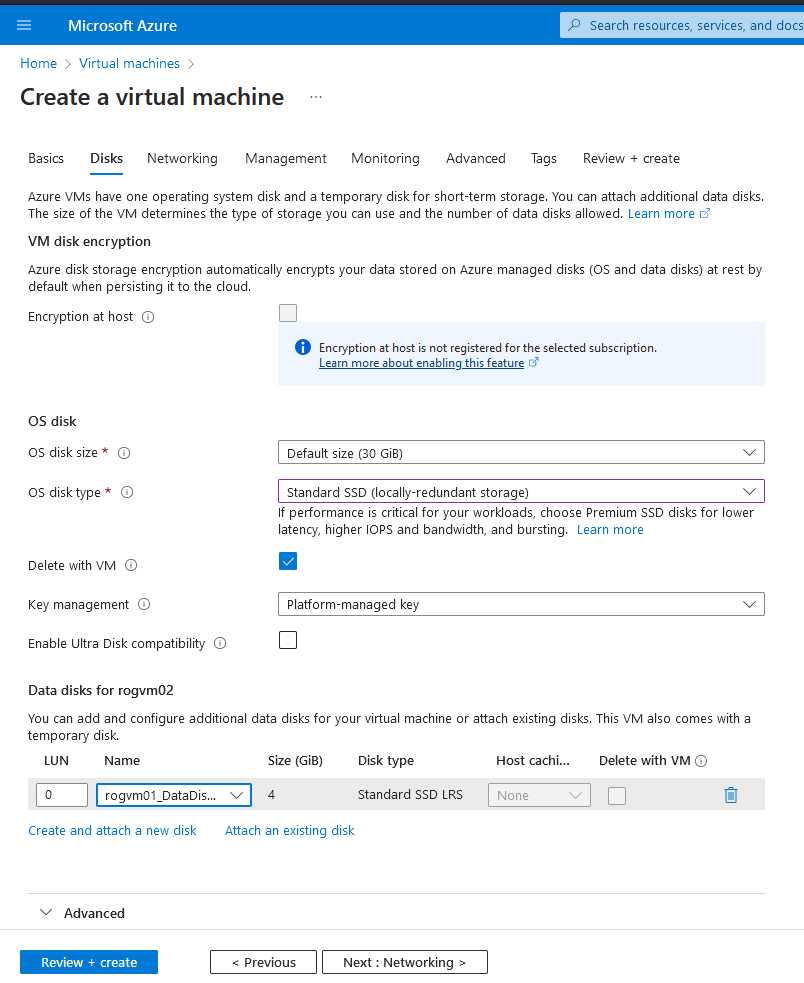 Microsoft Azure
Search resources, services, and docs
Home > Virtual machines >
Create a virtual machine ...
Basics Disks Networking Management Monitoring Advanced Tags Review + create
Azure VMs have one operating system disk and a temporary disk for short-term storage. You can attach additional data disks.
The size of the VM determines the type of storage you can use and the number of data disks allowed. Learn more
VM disk encryption
Azure disk storage encryption automatically encrypts your data stored on Azure managed disks (OS and data disks) at rest by
default when persisting it to the cloud.
Encryption at host
Encryption at host is not registered for the selected subscription.
Learn more about enabling this feature
OS disk
OS disk size * Default size (30 GiB)
OS disk type * Standard SSD (locally-redundant storage)
If performance is critical for your workloads, choose Premium SSD disks for lower
latency, higher IOPS and bandwidth, and bursting. Learn more
Delete with VM
Key management Platform-managed key
Enable Ultra Disk compatibility
Data disks for rogvm02
You can add and configure additional data disks for your virtual machine or attach existing disks. This VM also comes with a
temporary disk.
LUN Name Size (GiB) Disk type Host cachi... Delete with VM
0 rogvm01_DataDis... 4 Standard SSD LRS None
Create and attach a new disk Attach an existing disk
Advanced
Review + create < Previous Next : Networking >